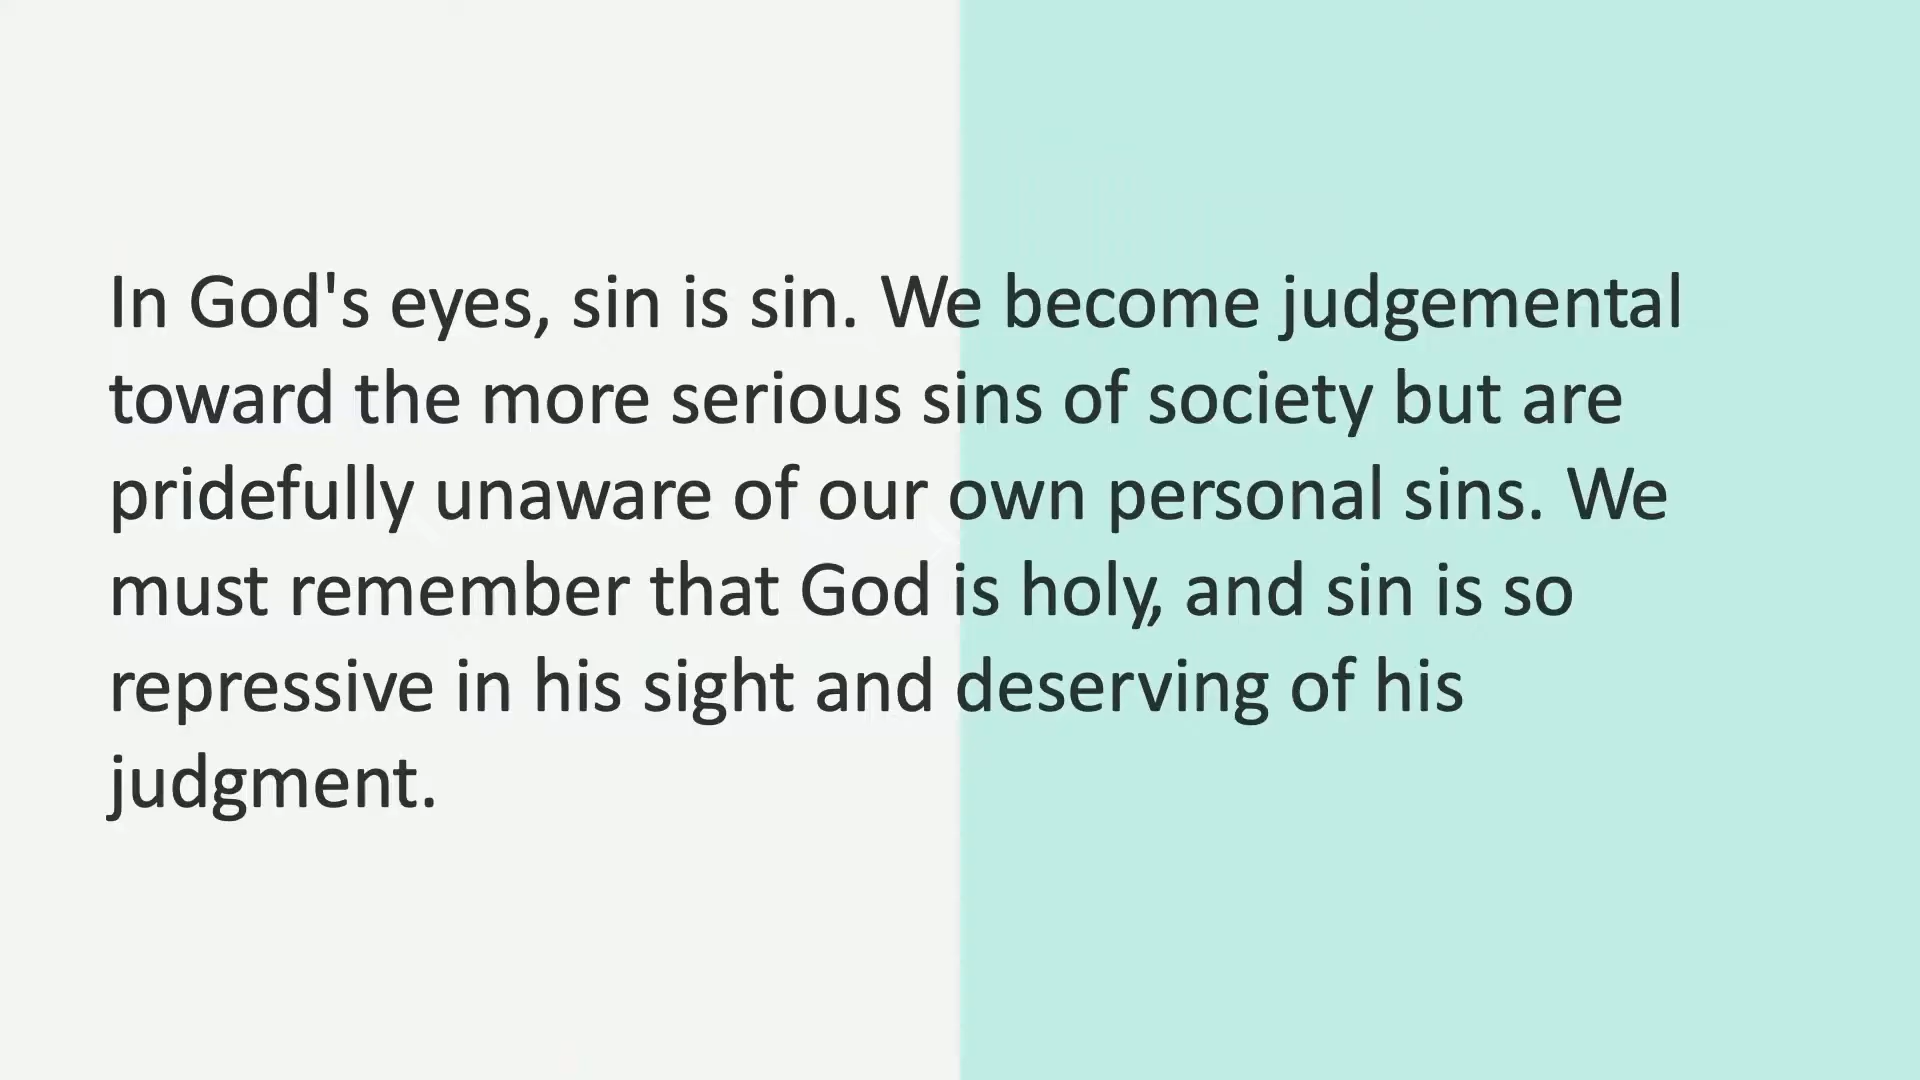 In God's eyes, sin is sin. We become judgemental
toward the more serious sins of society but are
pridefully unaware of our own personal sins. We
must remember that God is holy, and sin is so
repressive in his sight and deserving of his
judgment.